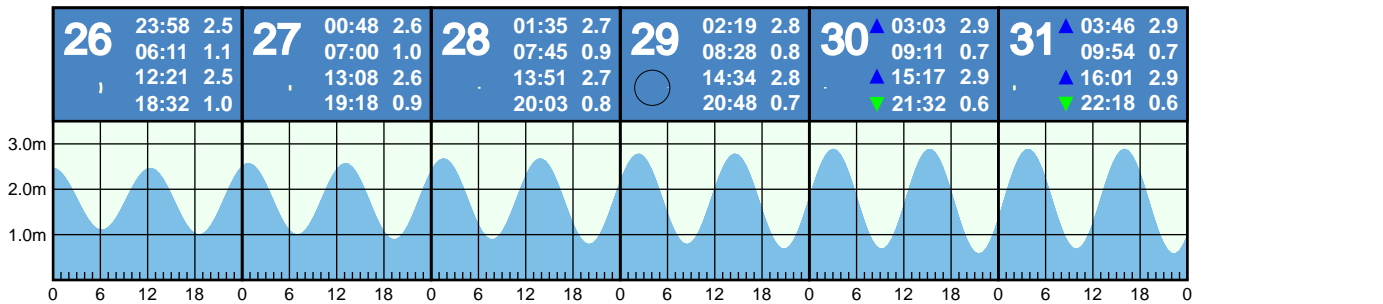 26
23:58 2.5
06:11 1.1
12:21 2.5
18:32 1.0
27
00:48 2.6
07:00 1.0
13:08 2.6
19:18 0.9
28
01:35 2.7
07:45 0.9
13:51 2.7
20:03 0.8
29
02:19 2.8
08:28 0.8
14:34 2.8
20:48 0.7
30
▲ 03:03 2.9
09:11 0.7
▲ 15:17 2.9
▼ 21:32 0.6
31
▲ 03:46 2.9
09:54 0.7
▲ 16:01 2.9
▼ 22:18 0.6
3.0m
2.0m
1.0m
0 6 12 18 0 6 12 18 0 6 12 18 0 6 12 18 0 6 12 18 0 6 12 18 0